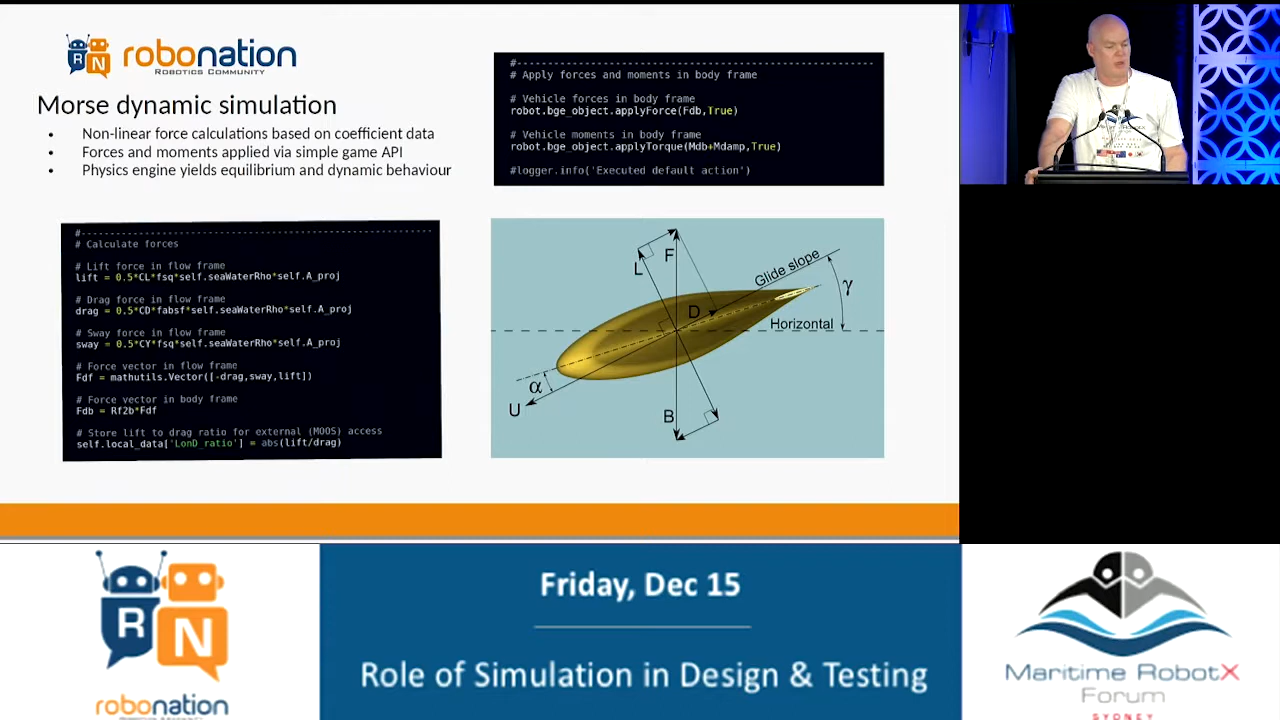 RN robonation
ROBOTICS COMMUNITY
Morse dynamic simulation
• Non-linear force calculations based on coefficient data
• Forces and moments applied via simple game API
• Physics engine yields equilibrium and dynamic behaviour
#--------------------------------------------------------------
# Apply forces and moments in body frame
# Vehicle forces in body frame
robot.bge_object.applyForce(Fdb,True)
# Vehicle moments in body frame
robot.bge_object.applyTorque(Mdb+Mdamp,True)
#logger.info('Executed default action')
#--------------------------------------------------------------
# Calculate forces
# Lift force in flow frame
lift = 0.5*CL*fsq*self.seaWaterRho*self.A_proj
# Drag force in flow frame
drag = 0.5*CD*fabsf*self.seaWaterRho*self.A_proj
# Sway force in flow frame
sway = 0.5*CY*fsq*self.seaWaterRho*self.A_proj
# Force vector in flow frame
Fdf = mathutils.Vector([-drag,sway,lift])
# Force vector in body frame
Fdb = Rf2b*Fdf
# Store lift to drag ratio for external (MOOS) access
self.local_data['LonD_ratio'] = abs(lift/drag)
F
L
Glide slope
γ
D
Horizontal
α
U
B
Friday, Dec 15
Role of Simulation in Design & Testing
RN
robonation
Maritime RobotX
Forum
SYDNEY